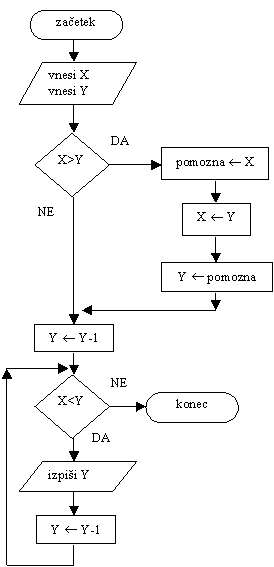 začetek
vnesi X
vnesi Y
X>Y
DA
pomozna ← X
X ← Y
NE
Y ← pomozna
Y ← Y-1
X<Y
NE
konec
DA
izpiši Y
Y ← Y-1